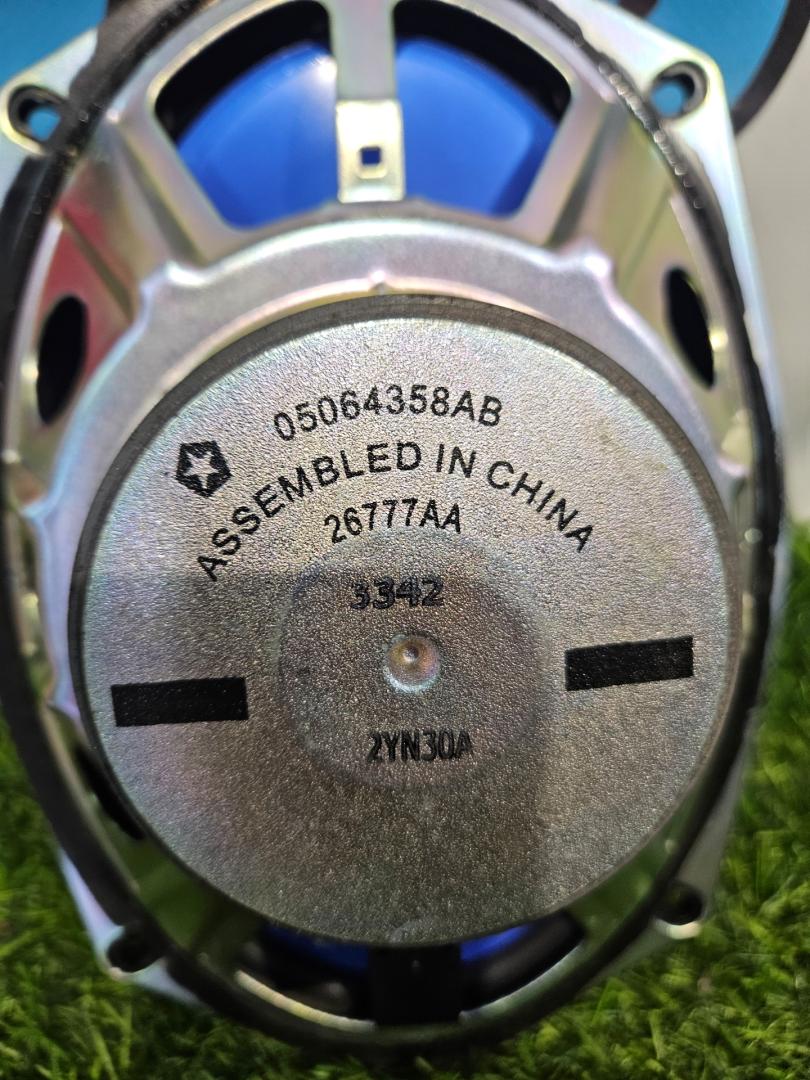 05064358AB
ASSEMBLED IN CHINA
26777AA
3342
2YN30A